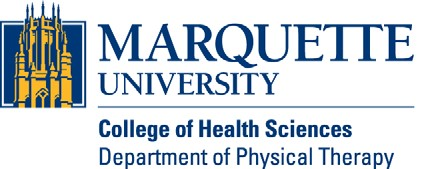 MARQUETTE
UNIVERSITY
College of Health Sciences
Department of Physical Therapy